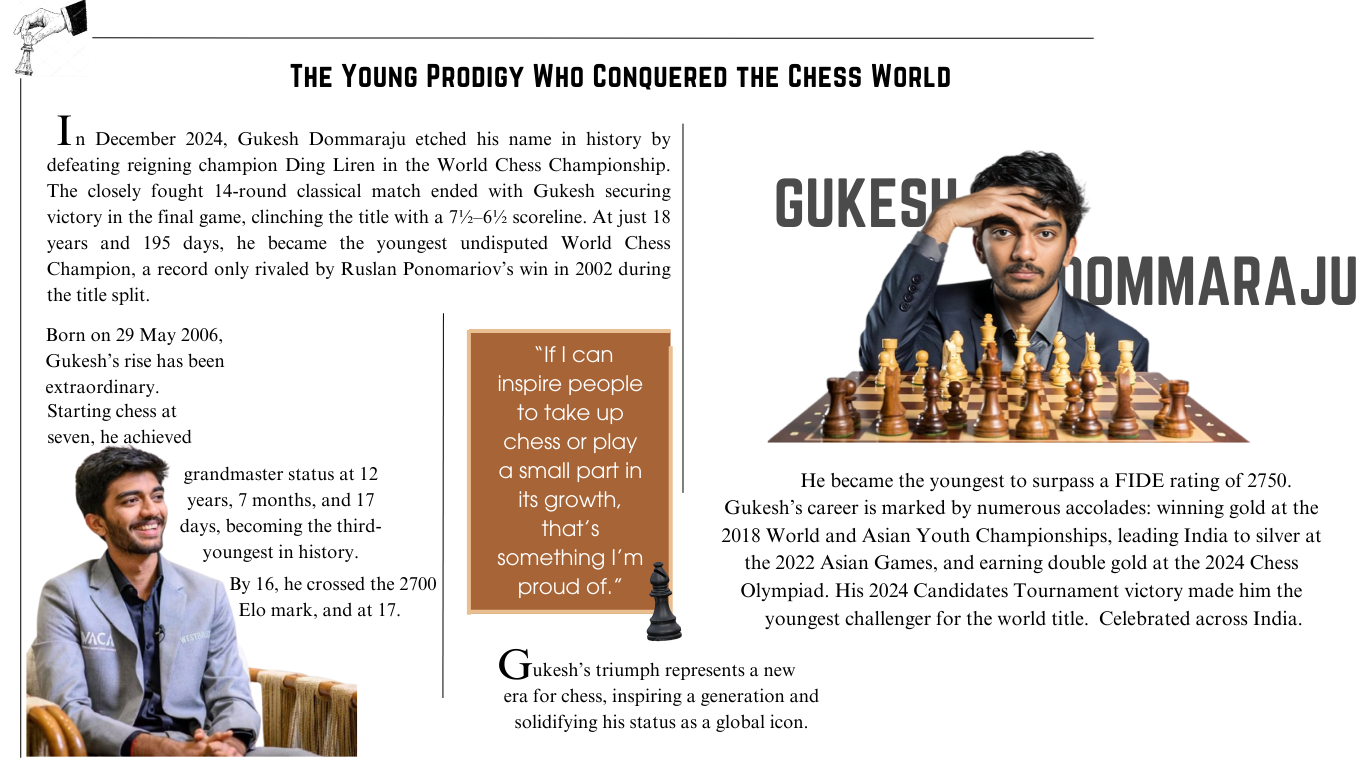 The Young Prodigy Who Conquered the Chess World
In December 2024, Gukesh Dommaraju etched his name in history by
defeating reigning champion Ding Liren in the World Chess Championship.
The closely fought 14-round classical match ended with Gukesh securing
victory in the final game, clinching the title with a 7½–6½ scoreline. At just 18
years and 195 days, he became the youngest undisputed World Chess
Champion, a record only rivaled by Ruslan Ponomariov’s win in 2002 during
the title split.
Born on 29 May 2006,
Gukesh’s rise has been
extraordinary.
Starting chess at
seven, he achieved
grandmaster status at 12
years, 7 months, and 17
days, becoming the third-
youngest in history.
By 16, he crossed the 2700
Elo mark, and at 17.
VACA
“If I can
inspire people
to take up
chess or play
a small part in
its growth,
that’s
something I’m
proud of.”
Gukesh’s triumph represents a new
era for chess, inspiring a generation and
solidifying his status as a global icon.
GUKESH
DOMMARAJU
He became the youngest to surpass a FIDE rating of 2750.
Gukesh’s career is marked by numerous accolades: winning gold at the
2018 World and Asian Youth Championships, leading India to silver at
the 2022 Asian Games, and earning double gold at the 2024 Chess
Olympiad. His 2024 Candidates Tournament victory made him the
youngest challenger for the world title.  Celebrated across India.